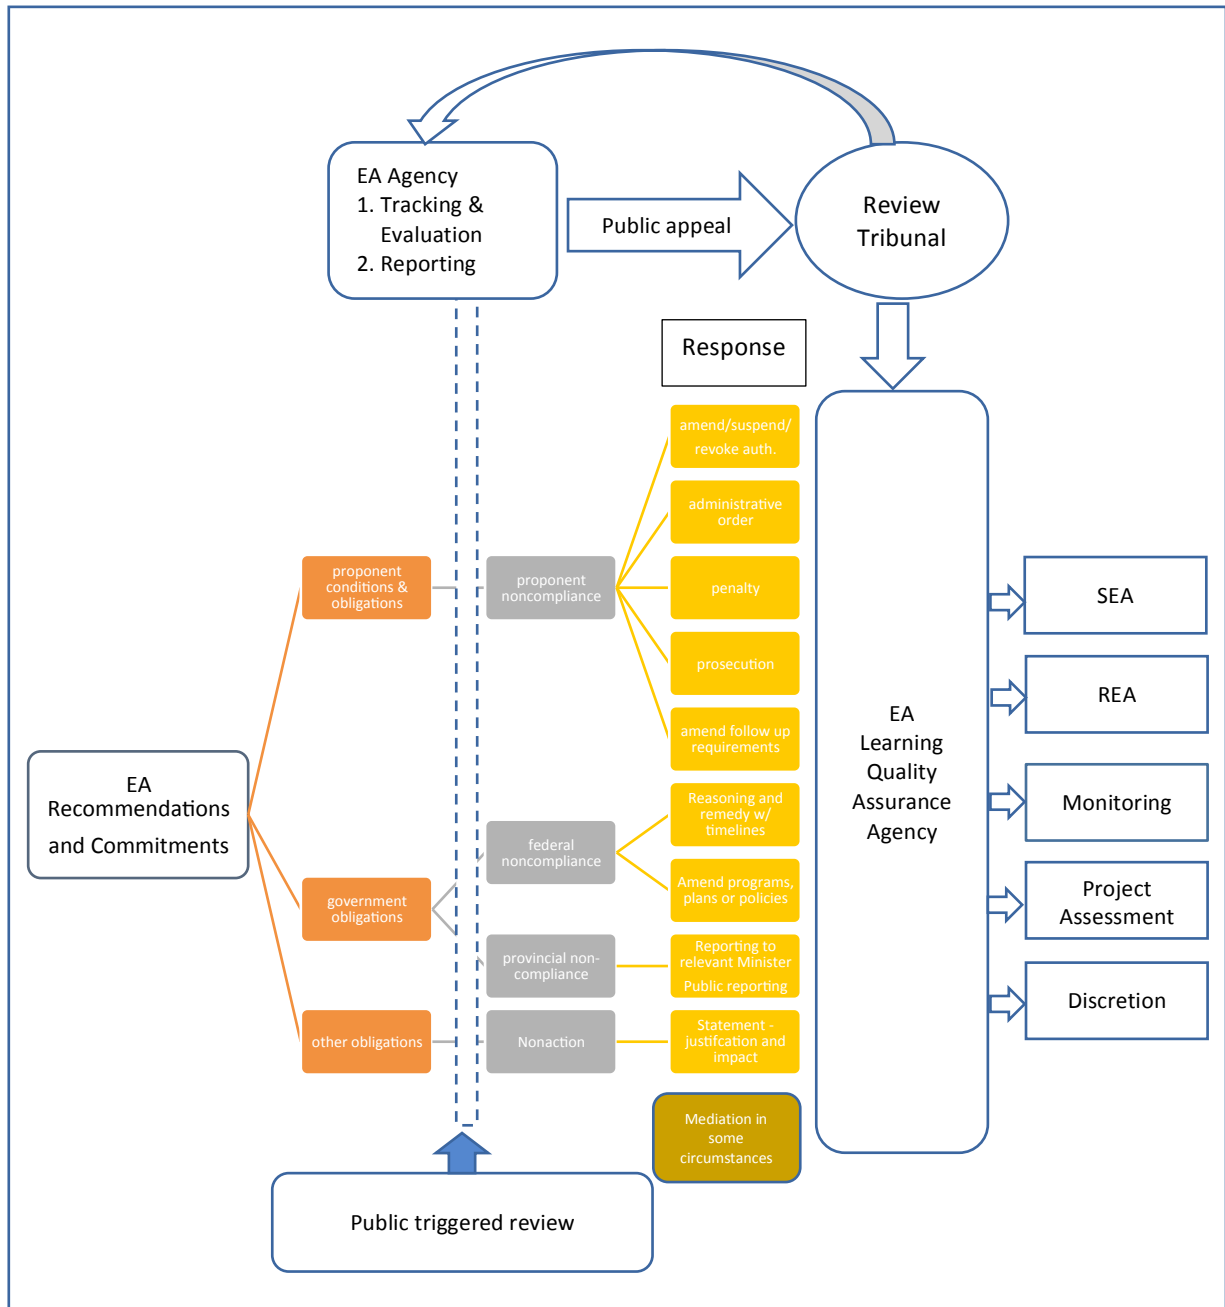 EA Agency
1. Tracking &
Evaluation
2. Reporting
Public appeal
Review
Tribunal
Response
amend/suspend/
revoke auth.
administrative
order
penalty
prosecution
amend follow up
requirements
Reasoning and
remedy w/
timelines
Amend programs,
plans or policies
Reporting to
relevant Minister
Public reporting
Statement -
justifcation and
impact
Mediation in
some
circumstances
proponent
conditions &
obligations
proponent
noncompliance
EA
Recommendations
and Commitments
federal
noncompliance
government
obligations
provincial non-
compliance
other obligations
Nonaction
Public triggered review
EA
Learning
Quality
Assurance
Agency
SEA
REA
Monitoring
Project
Assessment
Discretion